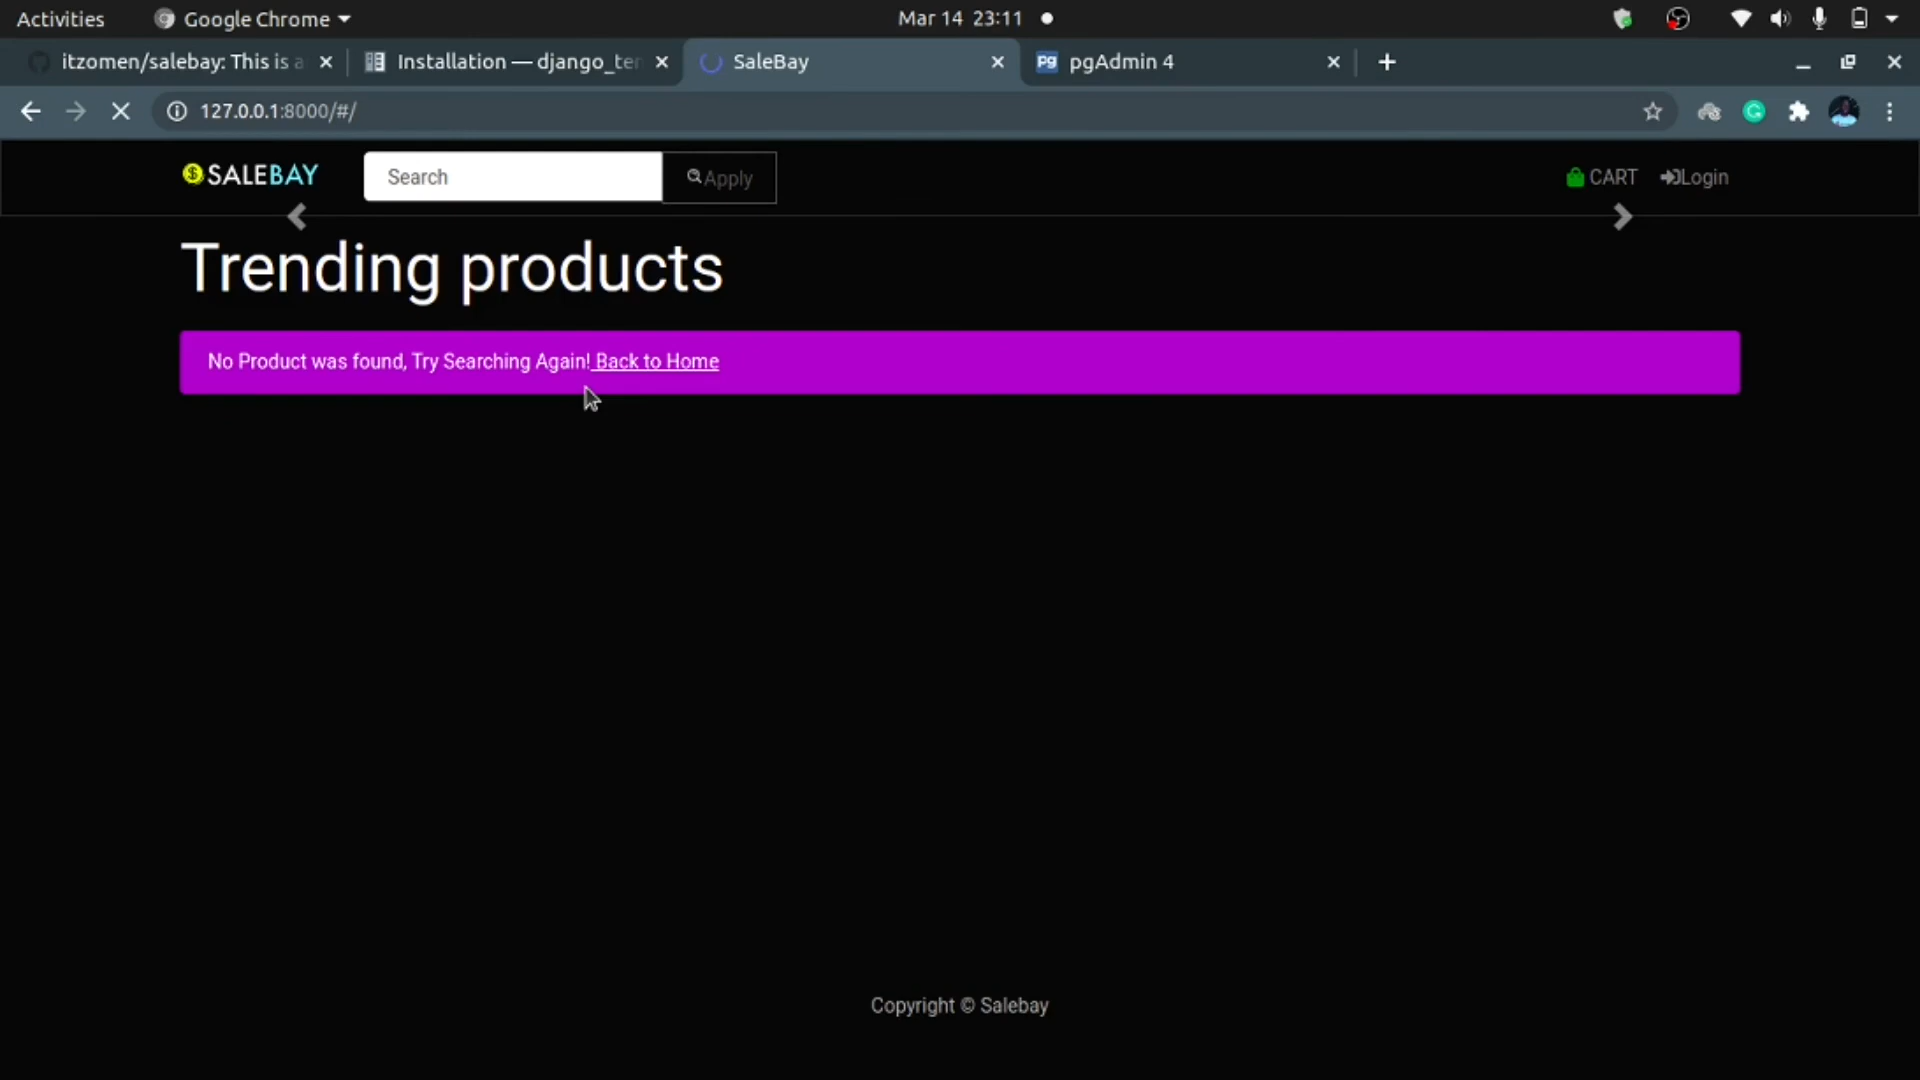 Activities Google Chrome Mar 14 23:11
itzomen/salebay: This is a Installation — django_ten SaleBay pgAdmin 4
127.0.0.1:8000/#/
SALEBAY Search Apply CART Login
Trending products
No Product was found, Try Searching Again! Back to Home
Copyright © Salebay